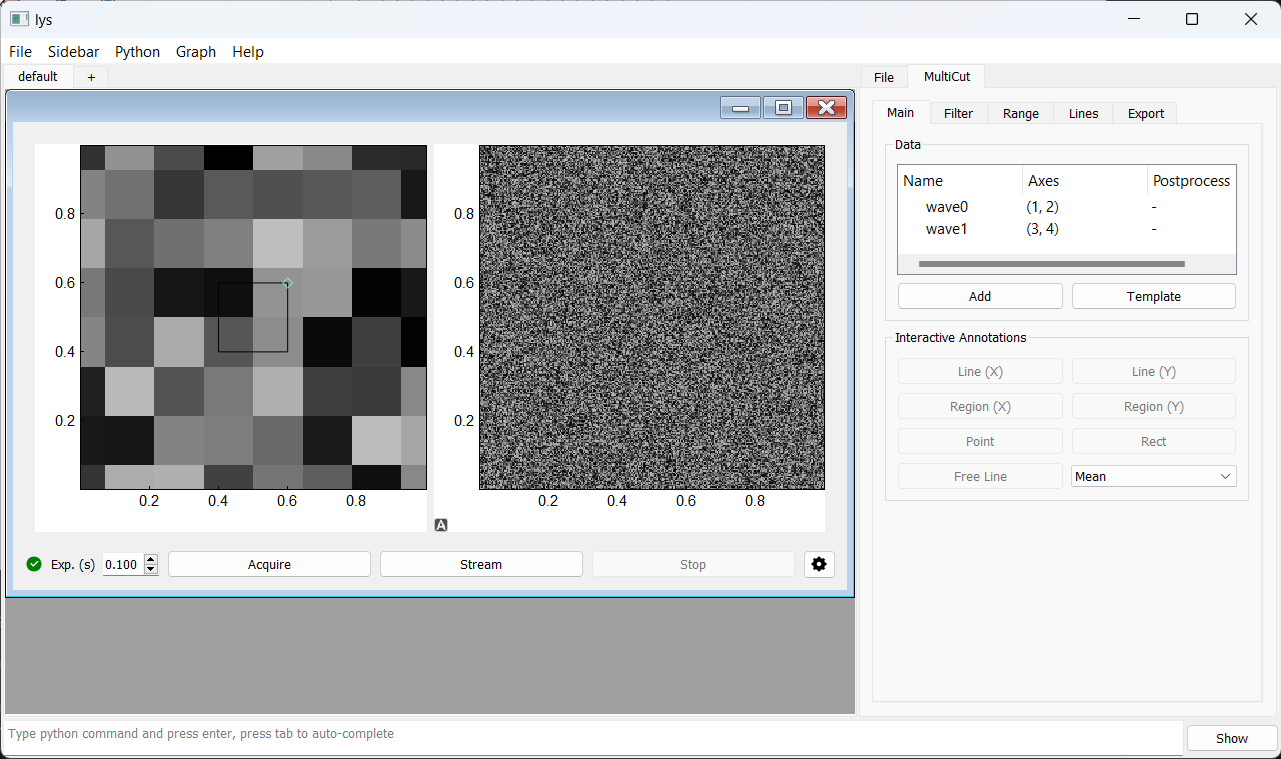 lys
File Sidebar Python Graph Help
default +
File MultiCut
Main Filter Range Lines Export
Data
Name Axes Postprocess
wave0 (1, 2) -
wave1 (3, 4) -
Add Template
Interactive Annotations
Line (X) Line (Y)
Region (X) Region (Y)
Point Rect
Free Line Mean
0.8
0.6
0.4
0.2
0.2 0.4 0.6 0.8
0.8
0.6
0.4
0.2
0.2 0.4 0.6 0.8
A
Exp. (s) 0.100 Acquire Stream Stop
Type python command and press enter, press tab to auto-complete
Show